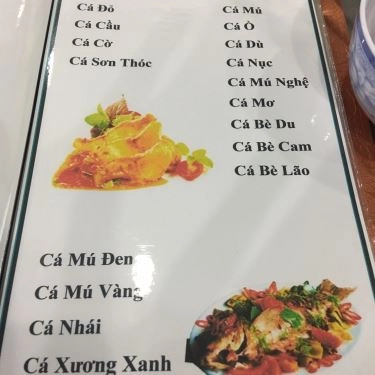 Cá Đỏ
Cá Cầu
Cá Cờ
Cá Sơn Thóc
Cá Mú
Cá Ồ
Cá Dù
Cá Nục
Cá Mú Nghệ
Cá Mơ
Cá Bè Du
Cá Bè Cam
Cá Bè Lão
Cá Mú Đen
Cá Mú Vàng
Cá Nhái
Cá Xương Xanh